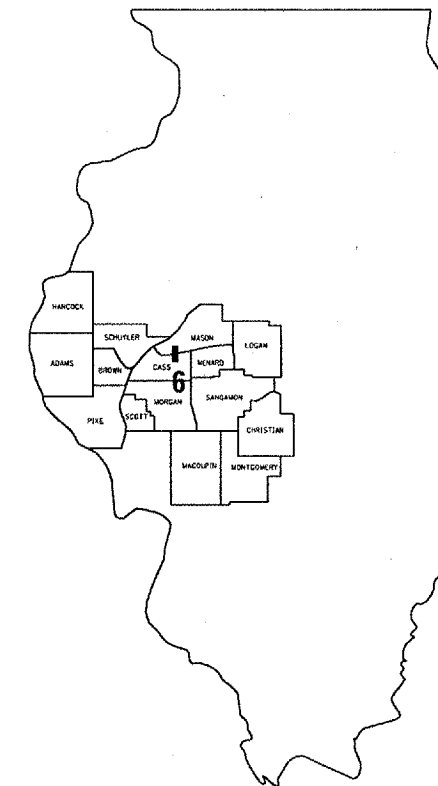 HANCOCK
SCHUYLER
MASON
LOGAN
ADAMS
BROWN
CASS
MENARD
6
MORGAN
SANGAMON
PIKE
SCOTT
CHRISTIAN
MACOUPIN
MONTGOMERY